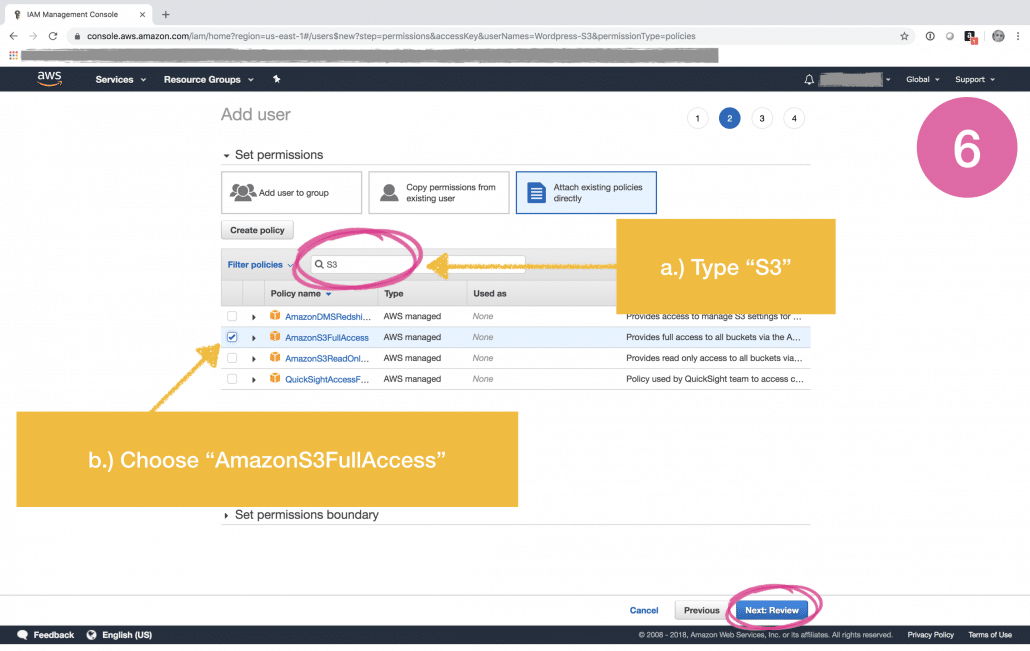 IAM Management Console
console.aws.amazon.com/iam/home?region=us-east-1#/users$new?step=permissions&accessKey&userNames=Wordpress-S3&permissionType=policies
aws Services Resource Groups Global Support
Add user
1 2 3 4
6
Set permissions
Add user to group
Copy permissions from
existing user
Attach existing policies
directly
Create policy
Filter policies
S3
a.) Type “S3”
Policy name Type Used as
AmazonDMSRedshi... AWS managed None Provides access to manage S3 settings for ...
AmazonS3FullAccess AWS managed None Provides full access to all buckets via the A...
AmazonS3ReadOnl... AWS managed None Provides read only access to all buckets via...
QuickSightAccessF... AWS managed None Policy used by QuickSight team to access c...
b.) Choose “AmazonS3FullAccess”
Set permissions boundary
Cancel Previous Next: Review
Feedback English (US) © 2008 - 2018, Amazon Web Services, Inc. or its affiliates. All rights reserved. Privacy Policy Terms of Use